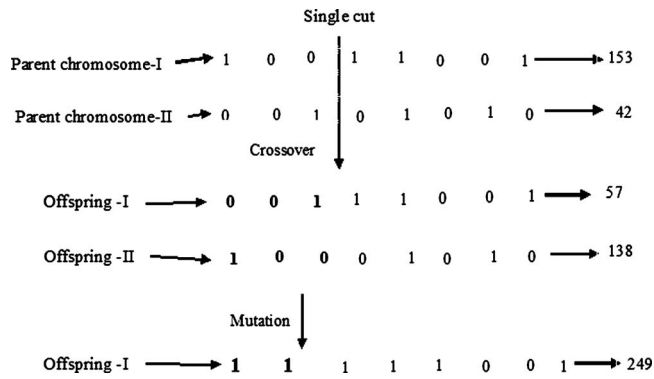 Single cut
Parent chromosome-I 1 0 0 1 1 0 0 1 153
Parent chromosome-II 0 0 1 0 1 0 1 0 42
Crossover
Offspring -I 0 0 1 1 1 0 0 1 57
Offspring -II 1 0 0 0 1 0 1 0 138
Mutation
Offspring -I 1 1 1 1 1 0 0 1 249